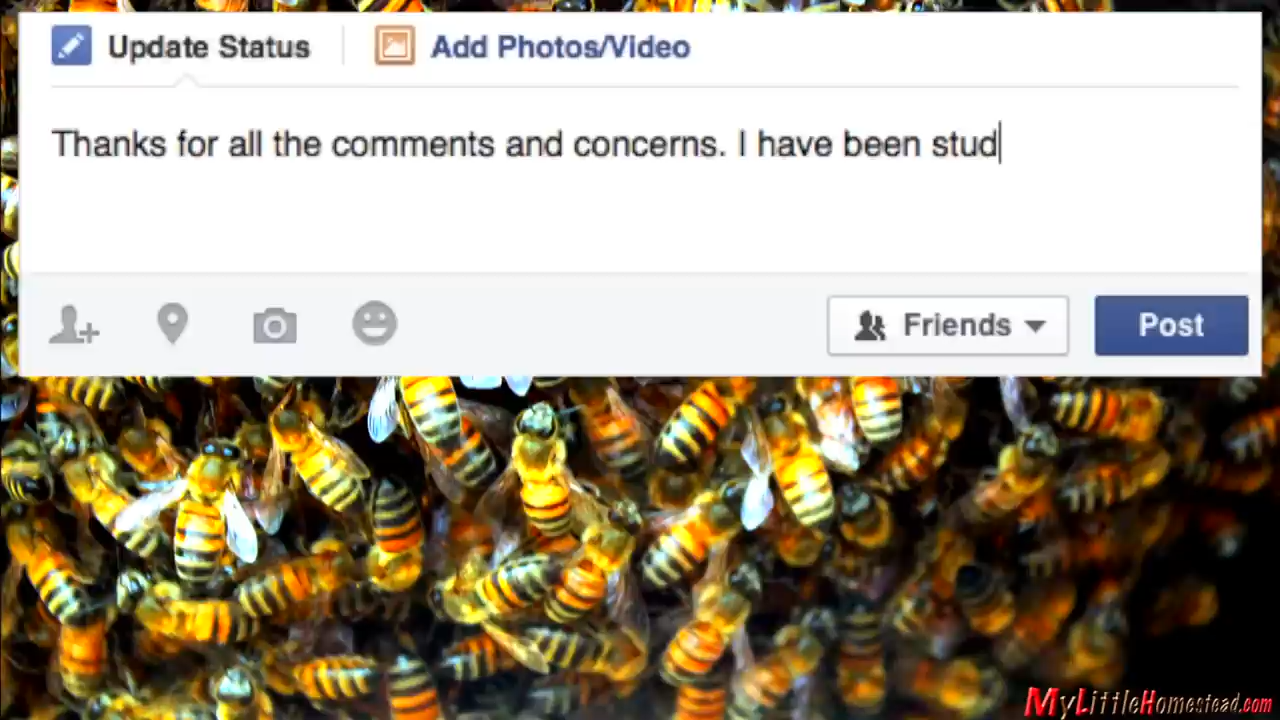 Update Status
Add Photos/Video
Thanks for all the comments and concerns. I have been stud
Friends
Post
MyLittleHomestead.com